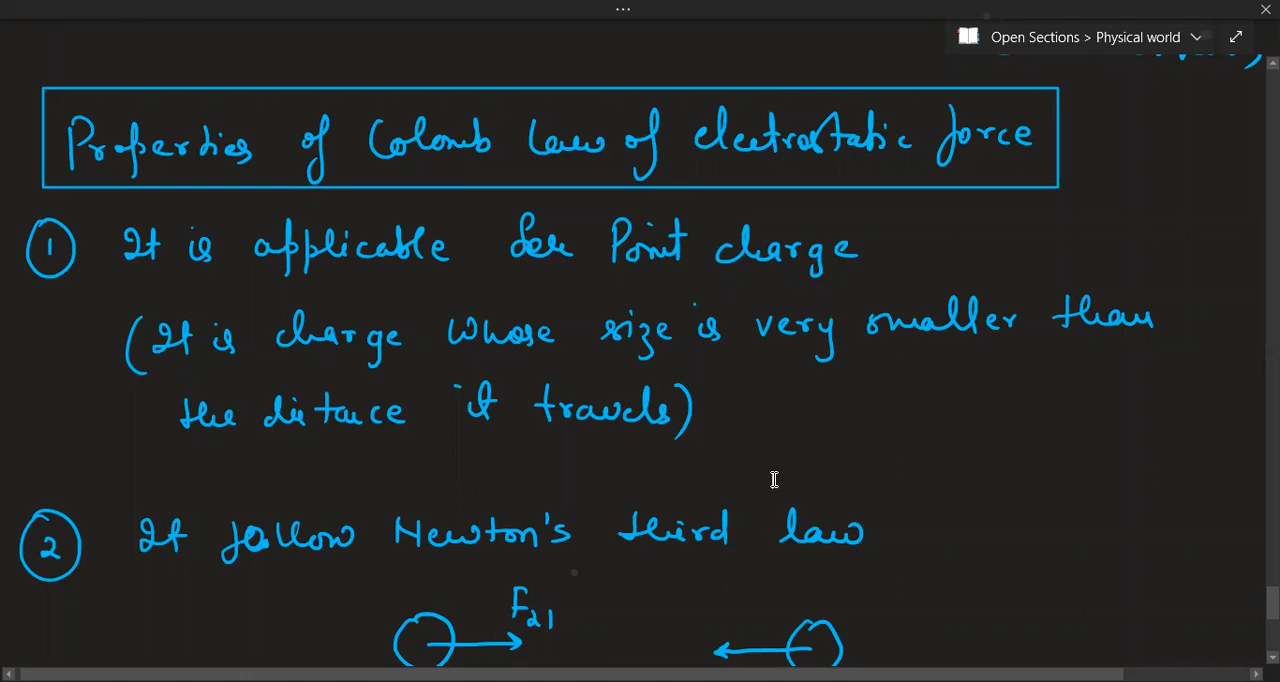 ...
Open Sections > Physical world
Properties of Colomb Law of electrostatic force
1 It is applicable for Point charge
(It is charge whose size is very smaller than
the distance it travels)
2 It follow Newton's third law
F21